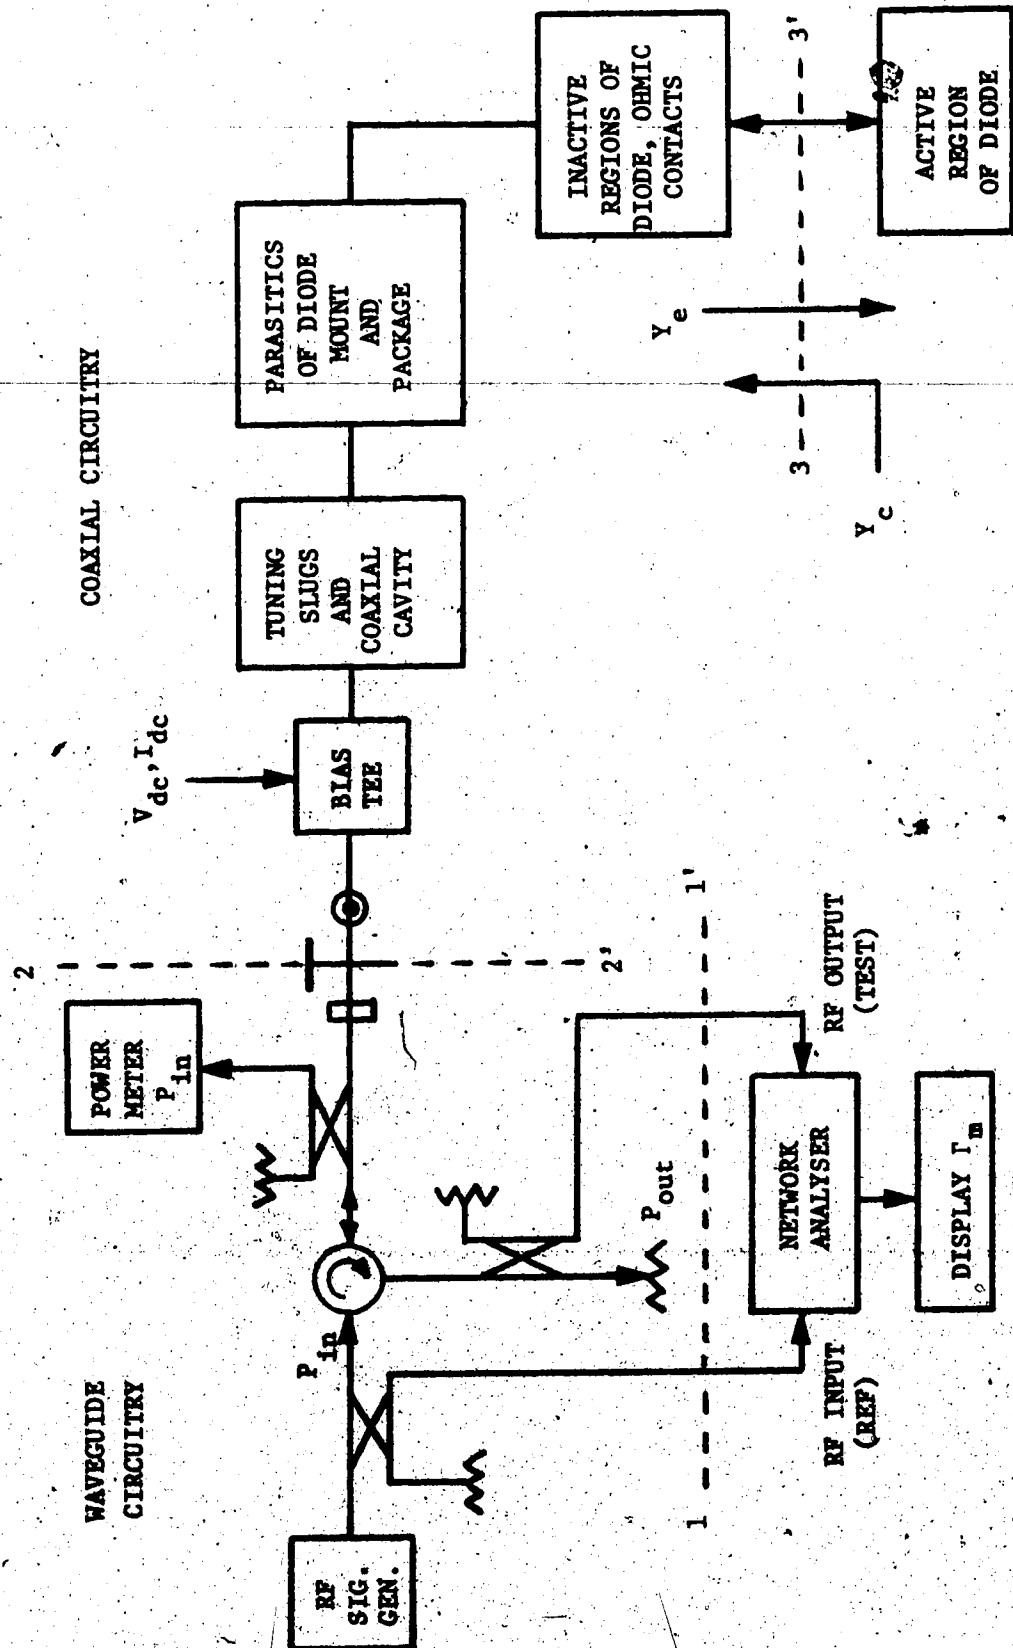 WAVEGUIDE
CIRCUITRY
COAXIAL CIRCUITRY
RF
SIG.
GEN.
P_in
POWER
METER
P_in
2
2'
V_dc, I_dc
BIAS
TEE
TUNING
SLUGS
AND
COAXIAL
CAVITY
PARASITICS
OF DIODE
MOUNT
AND
PACKAGE
INACTIVE
REGIONS OF
DIODE, OHMIC
CONTACTS
3
3'
Y_e
Y_c
ACTIVE
REGION
OF DIODE
P_out
1
1'
RF INPUT
(REF)
RF OUTPUT
(TEST)
NETWORK
ANALYSER
DISPLAY Γ_m